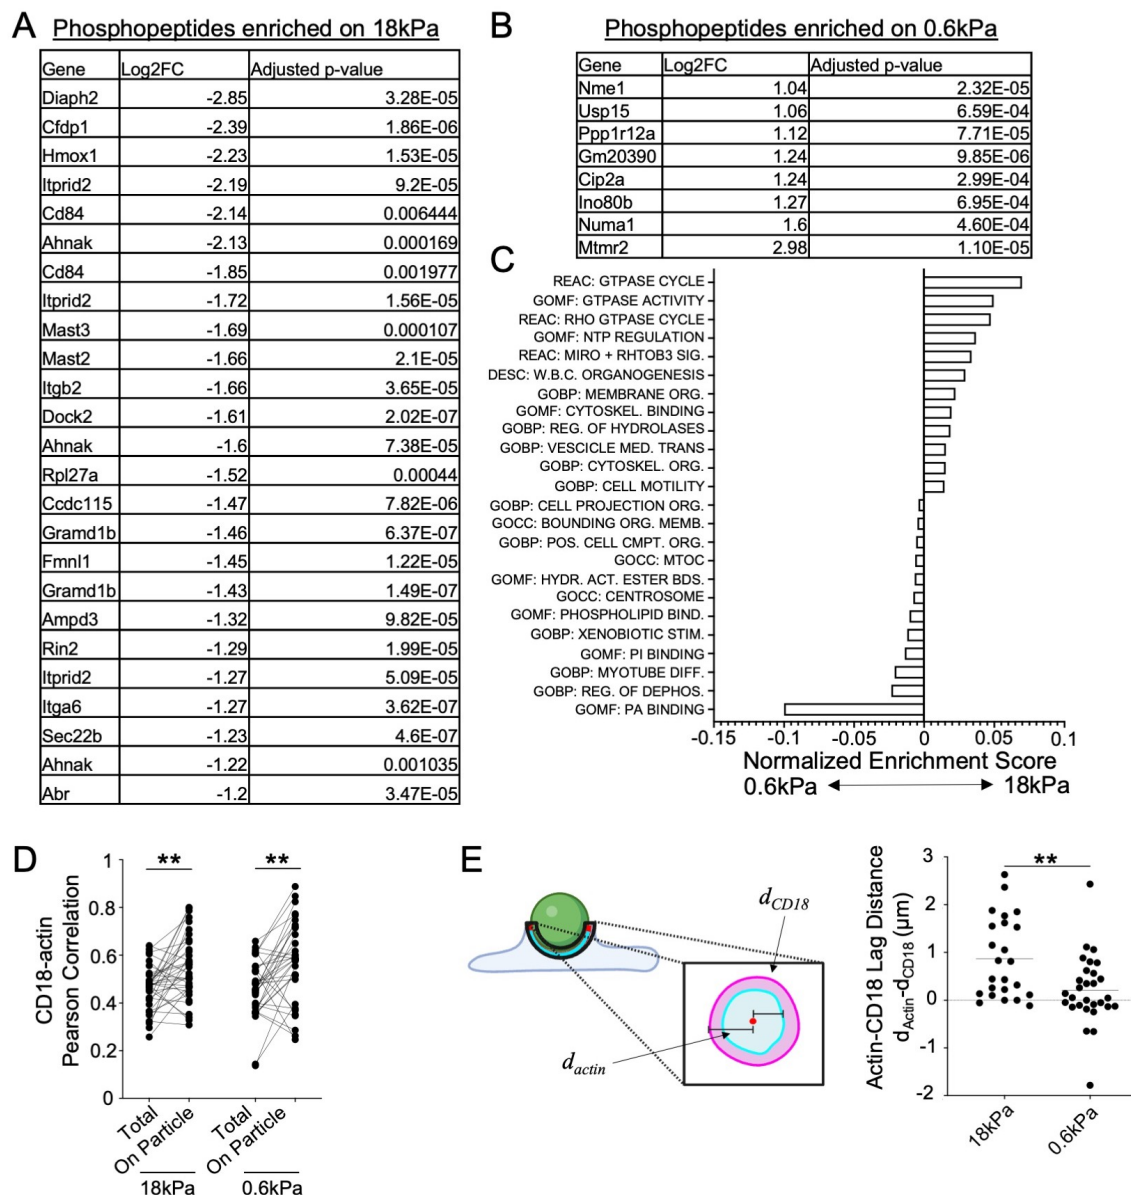 A Phosphopeptides enriched on 18kPa
Gene Log2FC Adjusted p-value
Diaph2 -2.85 3.28E-05
Cfdp1 -2.39 1.86E-06
Hmox1 -2.23 1.53E-05
Itprid2 -2.19 9.2E-05
Cd84 -2.14 0.006444
Ahnak -2.13 0.000169
Cd84 -1.85 0.001977
Itprid2 -1.72 1.56E-05
Mast3 -1.69 0.000107
Mast2 -1.66 2.1E-05
Itgb2 -1.66 3.65E-05
Dock2 -1.61 2.02E-07
Ahnak -1.6 7.38E-05
Rpl27a -1.52 0.00044
Ccdc115 -1.47 7.82E-06
Gramd1b -1.46 6.37E-07
Fmnl1 -1.45 1.22E-05
Gramd1b -1.43 1.49E-07
Ampd3 -1.32 9.82E-05
Rin2 -1.29 1.99E-05
Itprid2 -1.27 5.09E-05
Itga6 -1.27 3.62E-07
Sec22b -1.23 4.6E-07
Ahnak -1.22 0.001035
Abr -1.2 3.47E-05
B Phosphopeptides enriched on 0.6kPa
Gene Log2FC Adjusted p-value
Nme1 1.04 2.32E-05
Usp15 1.06 6.59E-04
Ppp1r12a 1.12 7.71E-05
Gm20390 1.24 9.85E-06
Cip2a 1.24 2.99E-04
Ino80b 1.27 6.95E-04
Numa1 1.6 4.60E-04
Mtmr2 2.98 1.10E-05
C
REAC: GTPASE CYCLE
GOMF: GTPASE ACTIVITY
REAC: RHO GTPASE CYCLE
GOMF: NTP REGULATION
REAC: MIRO + RHTOB3 SIG.
DESC: W.B.C. ORGANOGENESIS
GOBP: MEMBRANE ORG.
GOMF: CYTOSKEL. BINDING
GOBP: REG. OF HYDROLASES
GOBP: VESCICLE MED. TRANS
GOBP: CYTOSKEL. ORG.
GOBP: CELL MOTILITY
GOBP: CELL PROJECTION ORG.
GOCC: BOUNDING ORG. MEMB.
GOBP: POS. CELL CMPT. ORG.
GOCC: MTOC
GOMF: HYDR. ACT. ESTER BDS.
GOCC: CENTROSOME
GOMF: PHOSPHOLIPID BIND.
GOBP: XENOBIOTIC STIM.
GOMF: PI BINDING
GOBP: MYOTUBE DIFF.
GOBP: REG. OF DEPHOS.
GOMF: PA BINDING
-0.15 -0.10 -0.05 0 0.05 0.1
Normalized Enrichment Score
0.6kPa 18kPa
D
CD18-actin
Pearson Correlation
1
0.8
0.6
0.4
0.2
0
** **
Total
On Particle
Total
On Particle
18kPa 0.6kPa
E
dCD18
dactin
Actin-CD18 Lag Distance
dActin-dCD18 (µm)
3
2
1
0
-1
-2
**
18kPa
0.6kPa